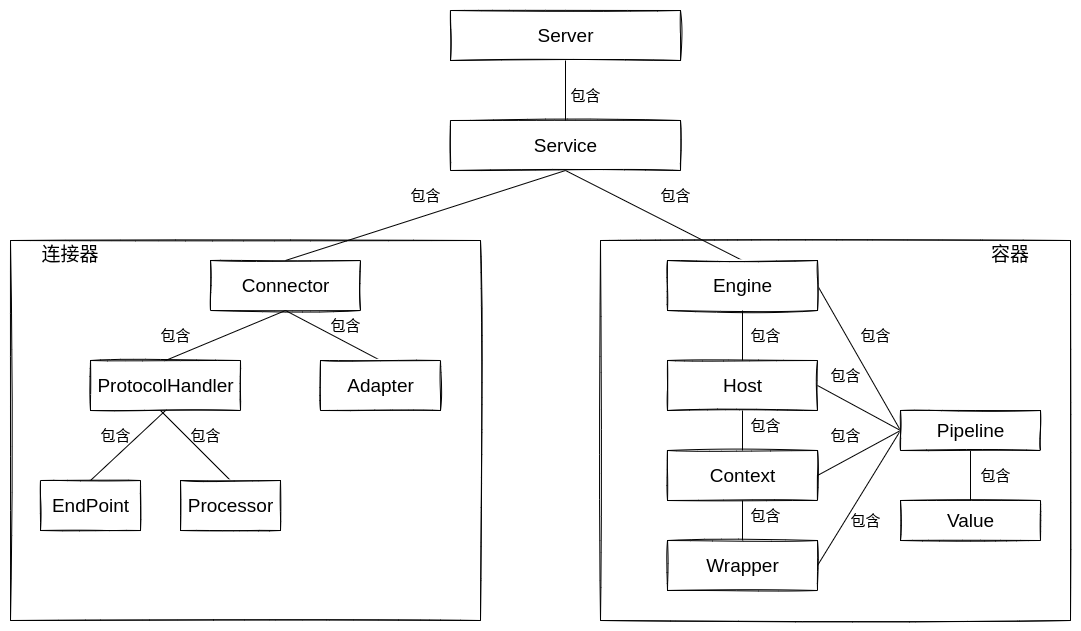 Server
包含
Service
包含
包含
连接器
容器
Connector
Engine
包含
包含
包含
包含
ProtocolHandler
Adapter
Host
包含
包含
包含
包含
包含
Pipeline
EndPoint
Processor
Context
包含
Value
包含
包含
Wrapper